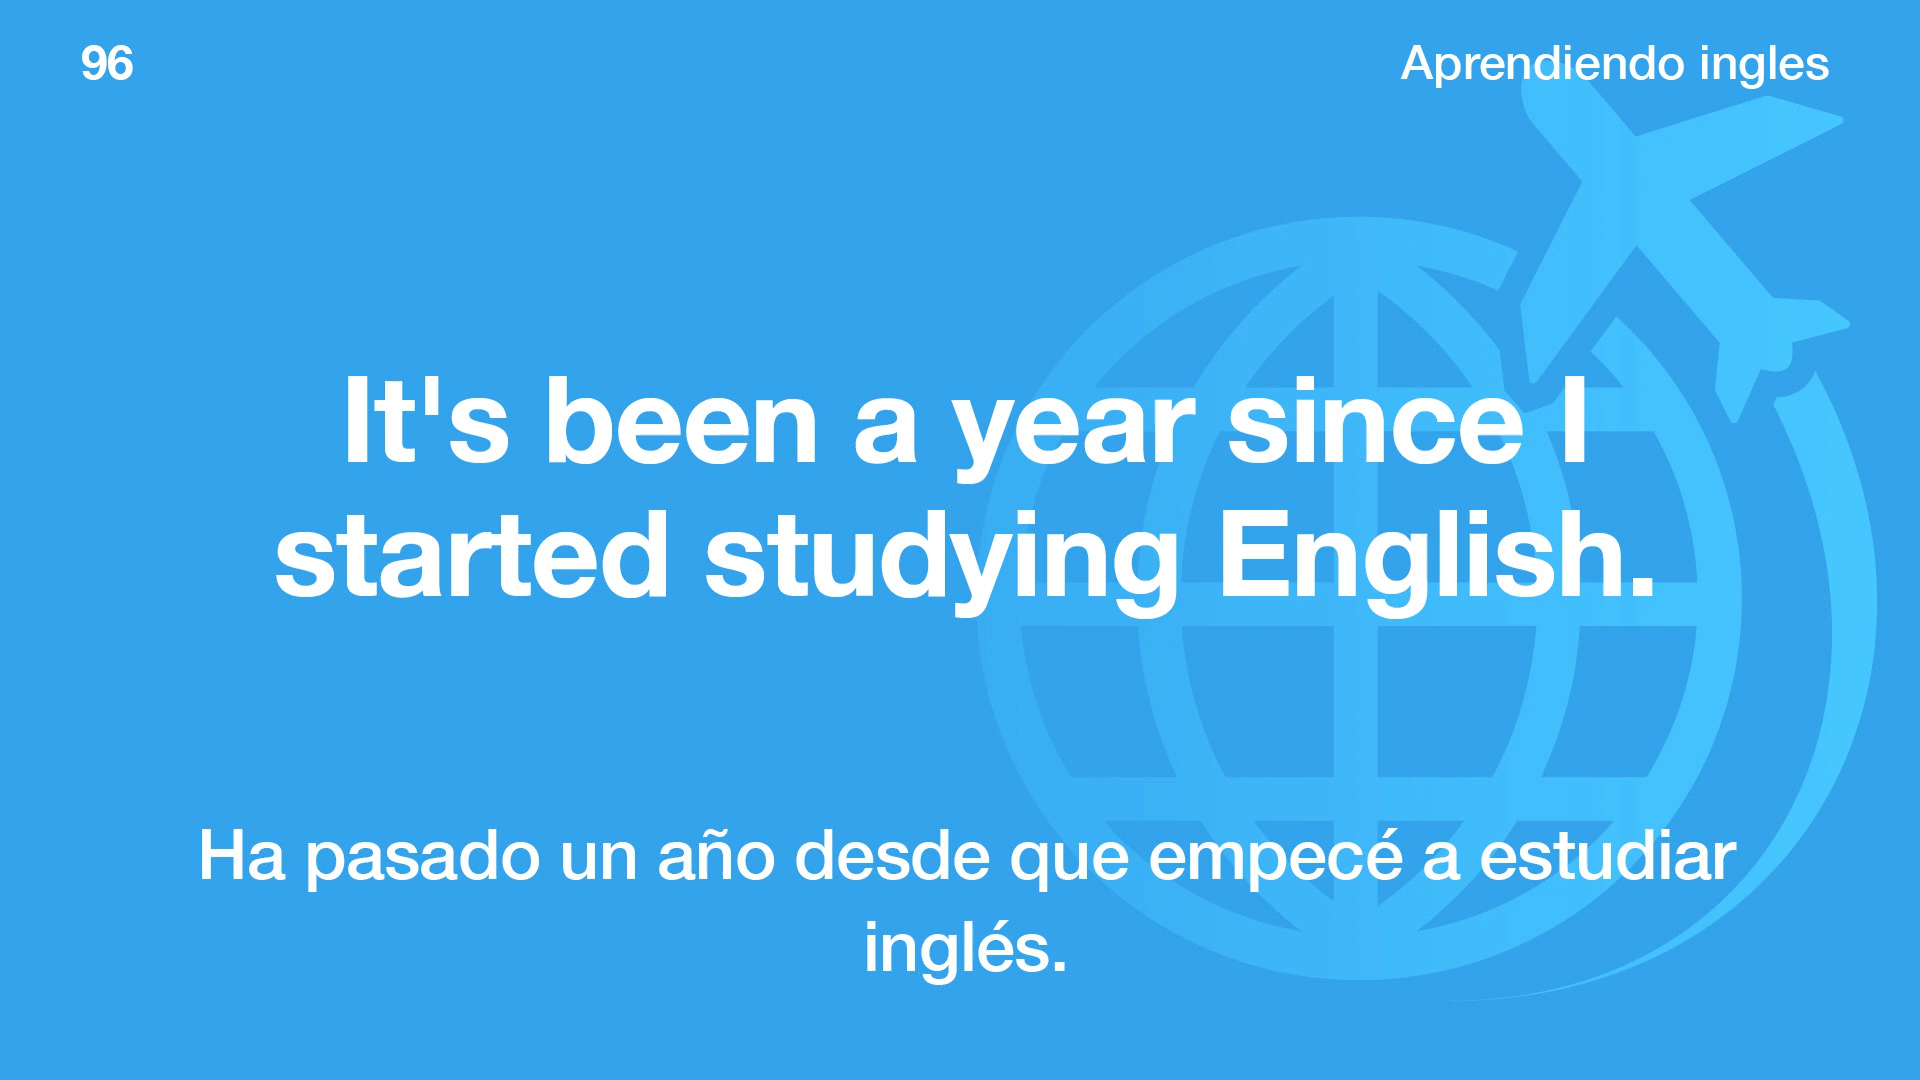 96
Aprendiendo ingles
It's been a year since I
started studying English.
Ha pasado un año desde que empecé a estudiar
inglés.